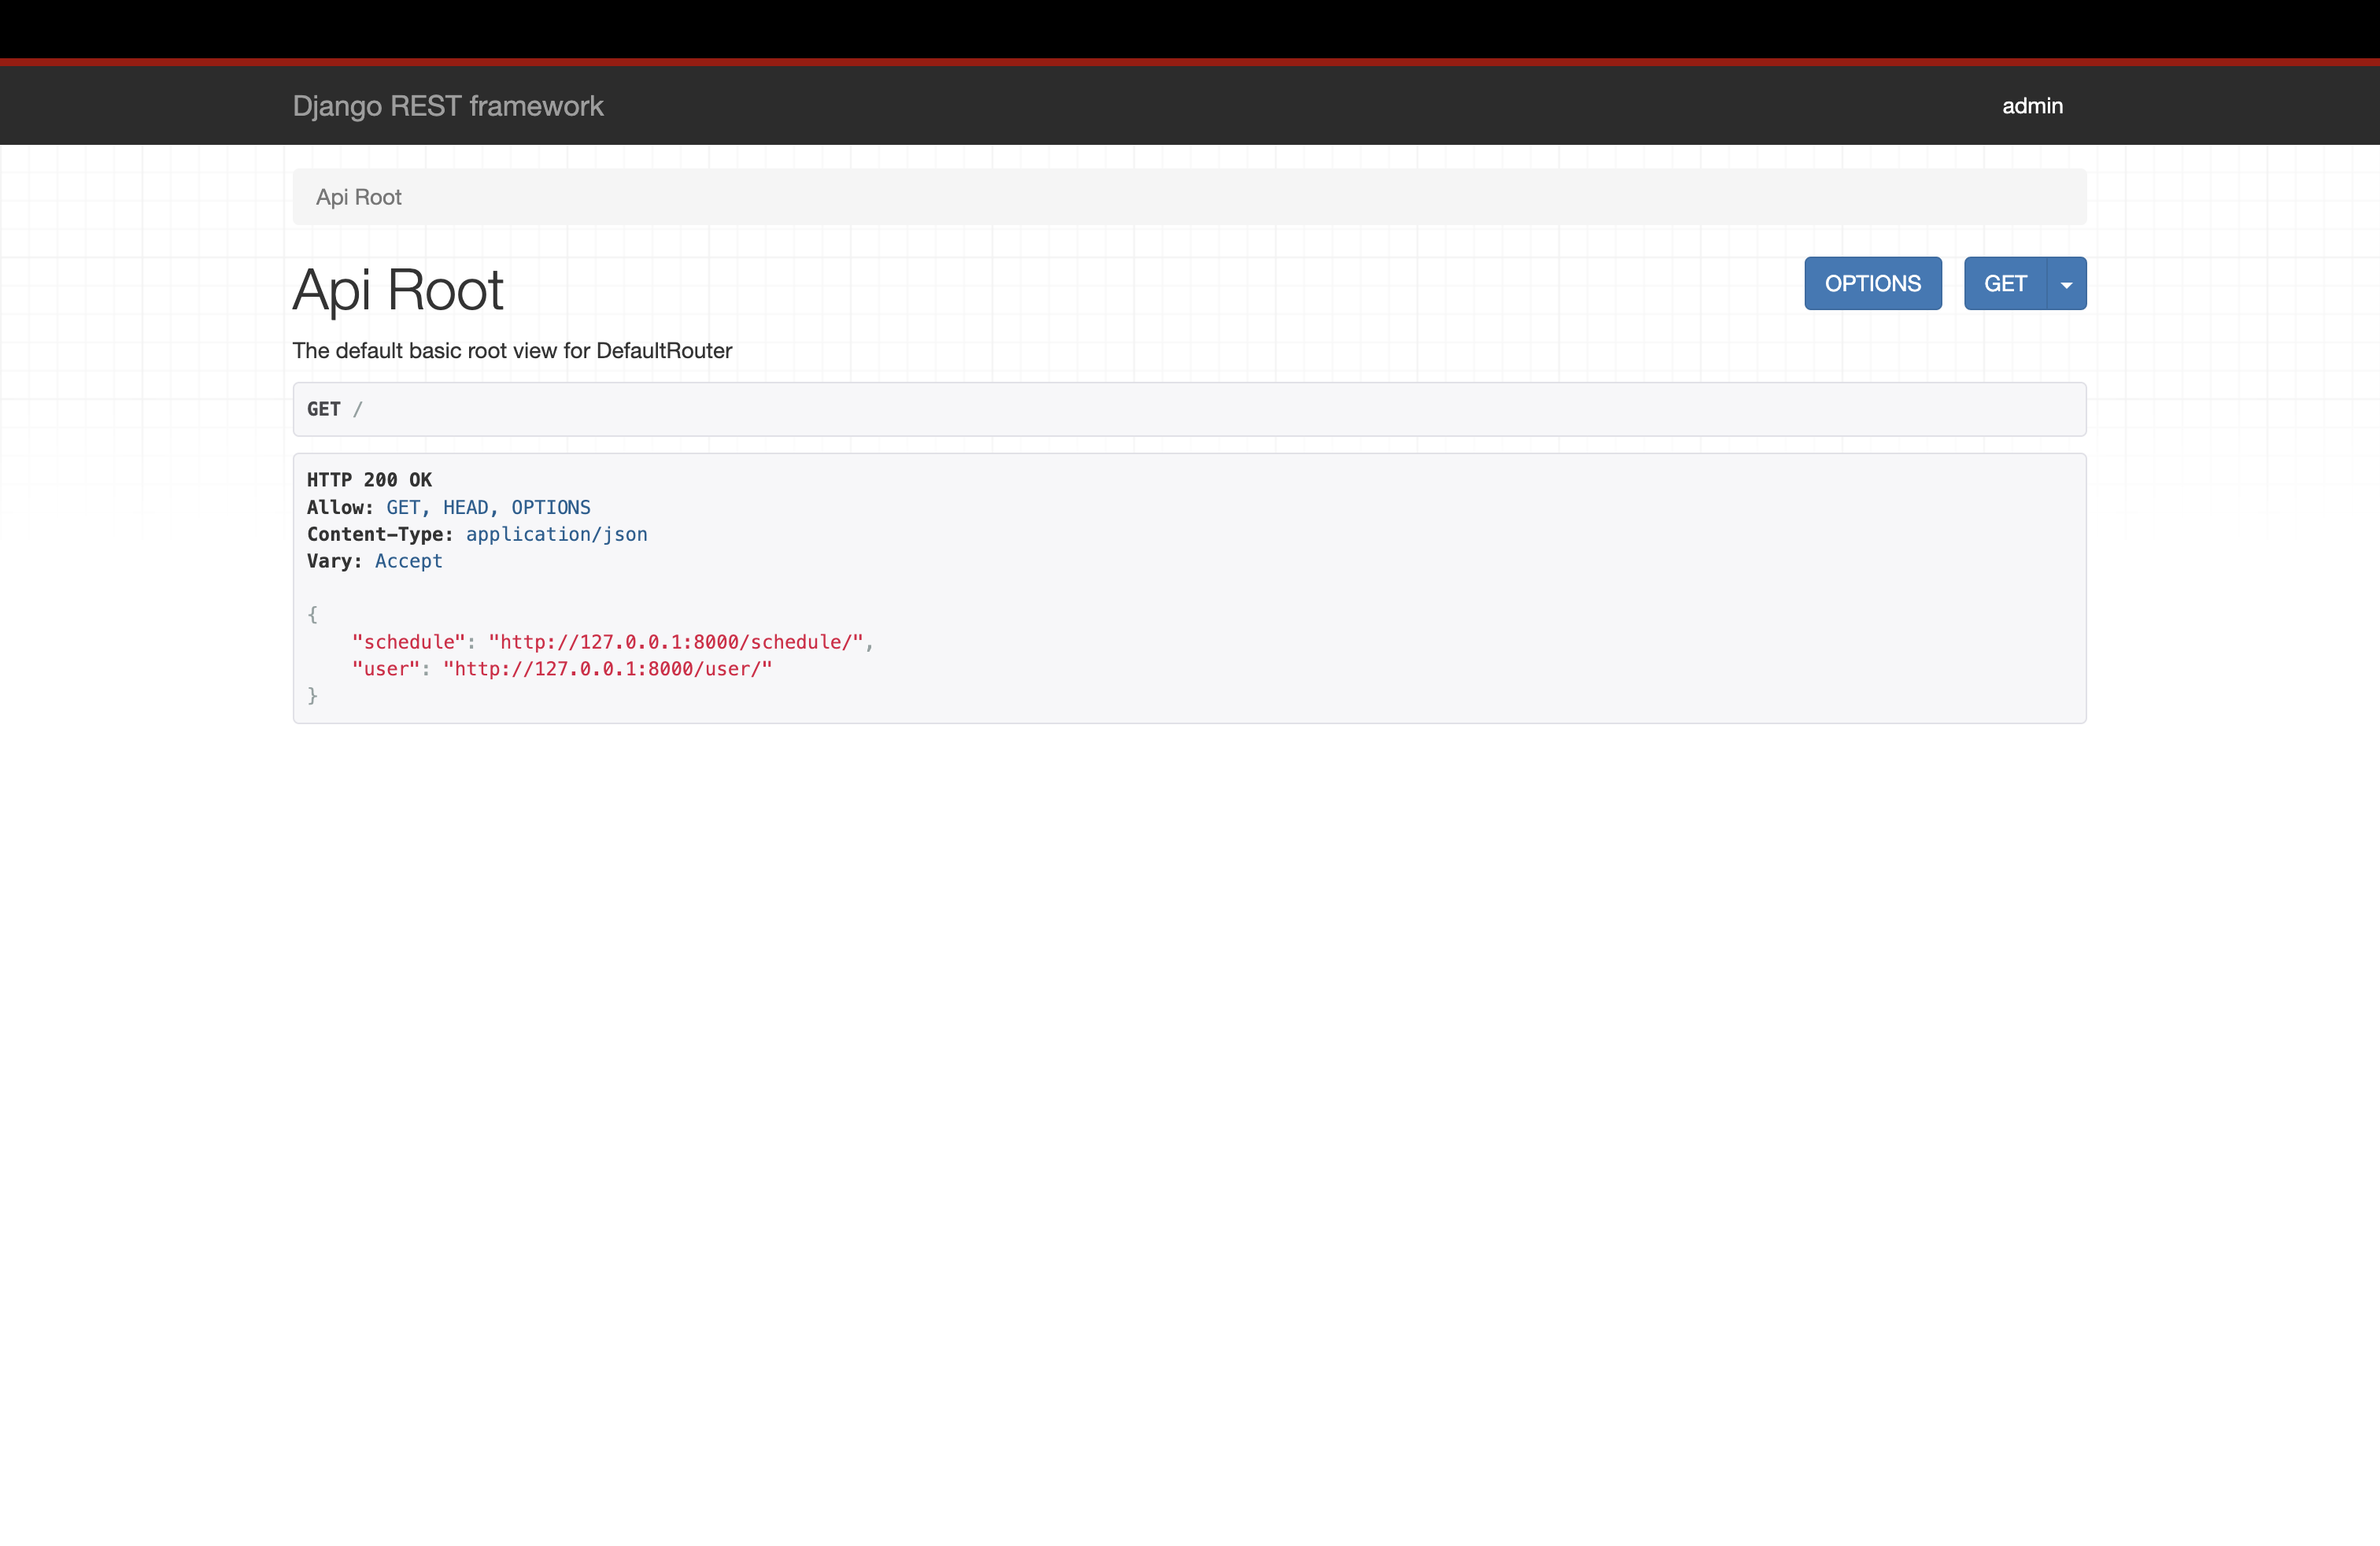 Django REST framework
admin
Api Root
Api Root
OPTIONS
GET
The default basic root view for DefaultRouter
GET /
HTTP 200 OK
Allow: GET, HEAD, OPTIONS
Content-Type: application/json
Vary: Accept
{
    "schedule": "http://127.0.0.1:8000/schedule/",
    "user": "http://127.0.0.1:8000/user/"
}